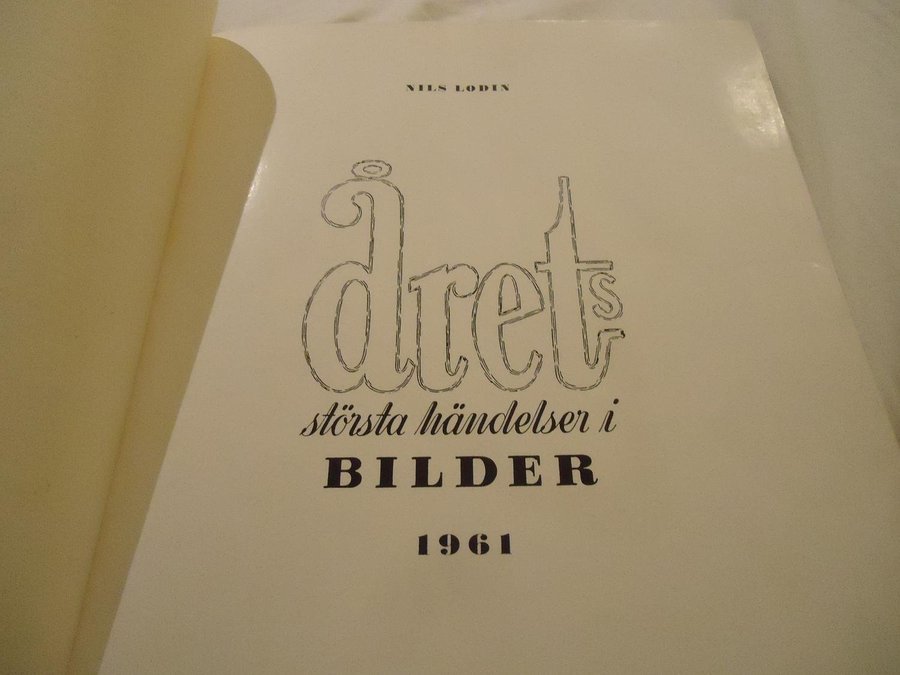 NILS LODIN
årets
största händelser i
BILDER
1961